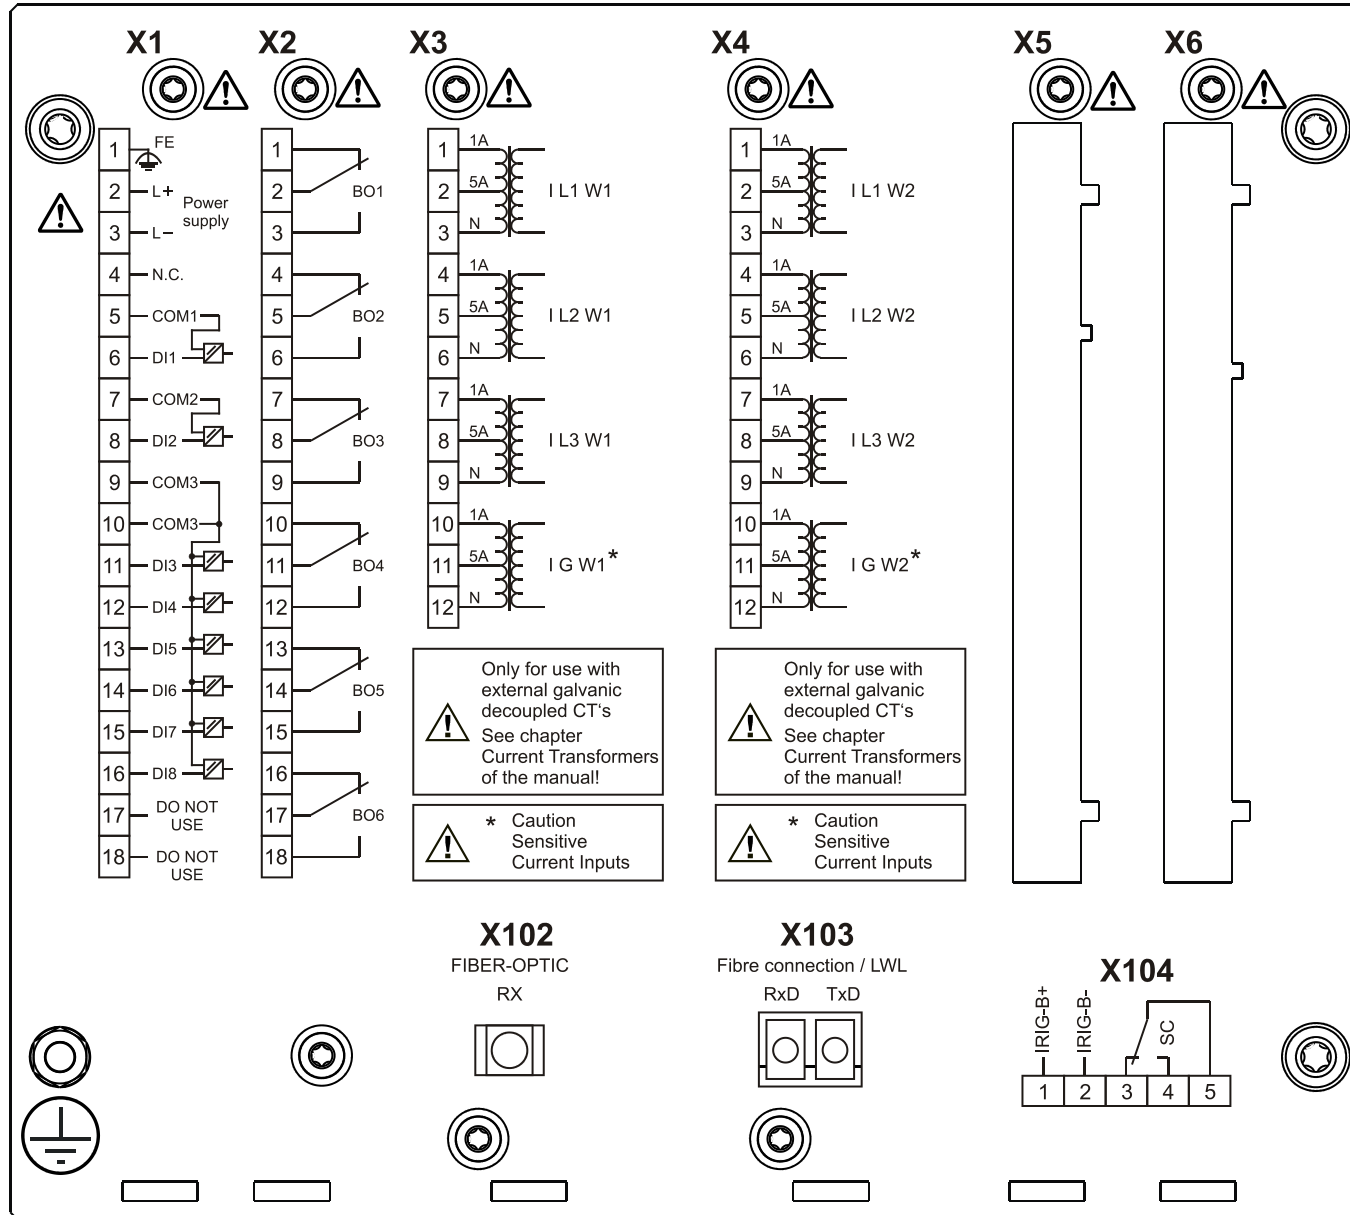 X1
X2
X3
X4
X5
X6
1 FE
2 L+
Power
supply
3 L−
4 N.C.
5 COM1
6 DI1
7 COM2
8 DI2
9 COM3
10 COM3
11 DI3
12 DI4
13 DI5
14 DI6
15 DI7
16 DI8
17 DO NOT
USE
18 DO NOT
USE
1
2 BO1
3
4
5 BO2
6
7
8 BO3
9
10
11 BO4
12
13
14 BO5
15
16
17 BO6
18
1 1A
2 5A I L1 W1
3 N
4 1A
5 5A I L2 W1
6 N
7 1A
8 5A I L3 W1
9 N
10 1A
11 5A I G W1*
12 N
Only for use with
external galvanic
decoupled CT‘s
See chapter
Current Transformers
of the manual!
* Caution
Sensitive
Current Inputs
1 1A
2 5A I L1 W2
3 N
4 1A
5 5A I L2 W2
6 N
7 1A
8 5A I L3 W2
9 N
10 1A
11 5A I G W2*
12 N
Only for use with
external galvanic
decoupled CT‘s
See chapter
Current Transformers
of the manual!
* Caution
Sensitive
Current Inputs
X102
FIBER-OPTIC
RX
X103
Fibre connection / LWL
RxD TxD
X104
IRIG-B+
IRIG-B-
SC
1 2 3 4 5